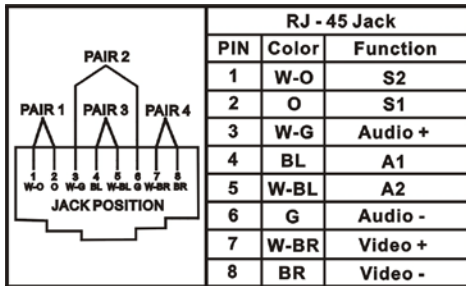 PAIR 2
PAIR 1 PAIR 3 PAIR 4
1 2 3 4 5 6 7 8
W-O O W-G BL W-BL G W-BR BR
JACK POSITION
RJ - 45 Jack
PIN Color Function
1 W-O S2
2 O S1
3 W-G Audio +
4 BL A1
5 W-BL A2
6 G Audio -
7 W-BR Video +
8 BR Video -